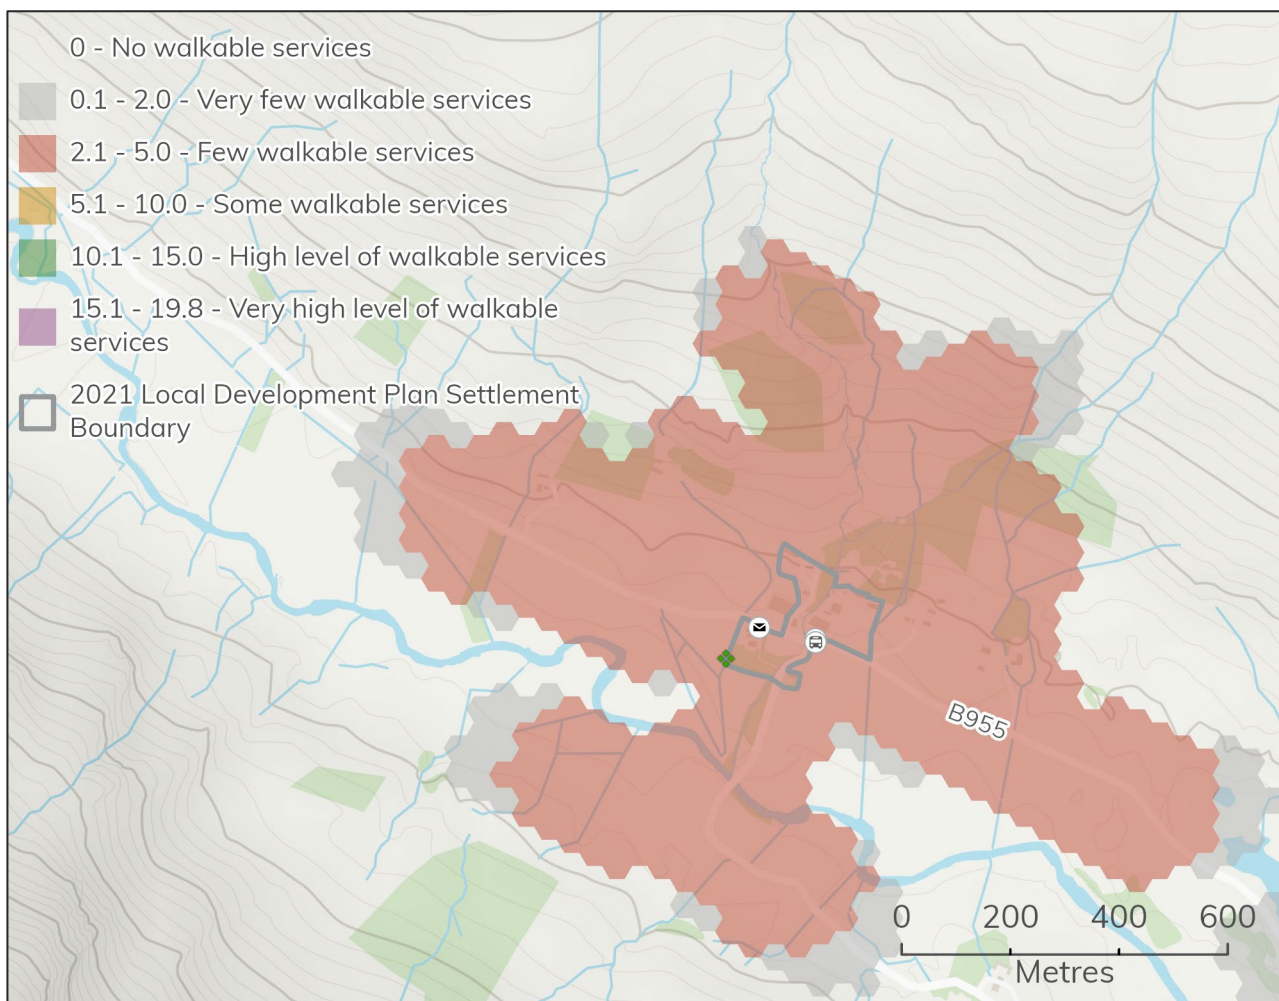 0 - No walkable services
0.1 - 2.0 - Very few walkable services
2.1 - 5.0 - Few walkable services
5.1 - 10.0 - Some walkable services
10.1 - 15.0 - High level of walkable services
15.1 - 19.8 - Very high level of walkable
services
2021 Local Development Plan Settlement
Boundary
B955
0 200 400 600
Metres